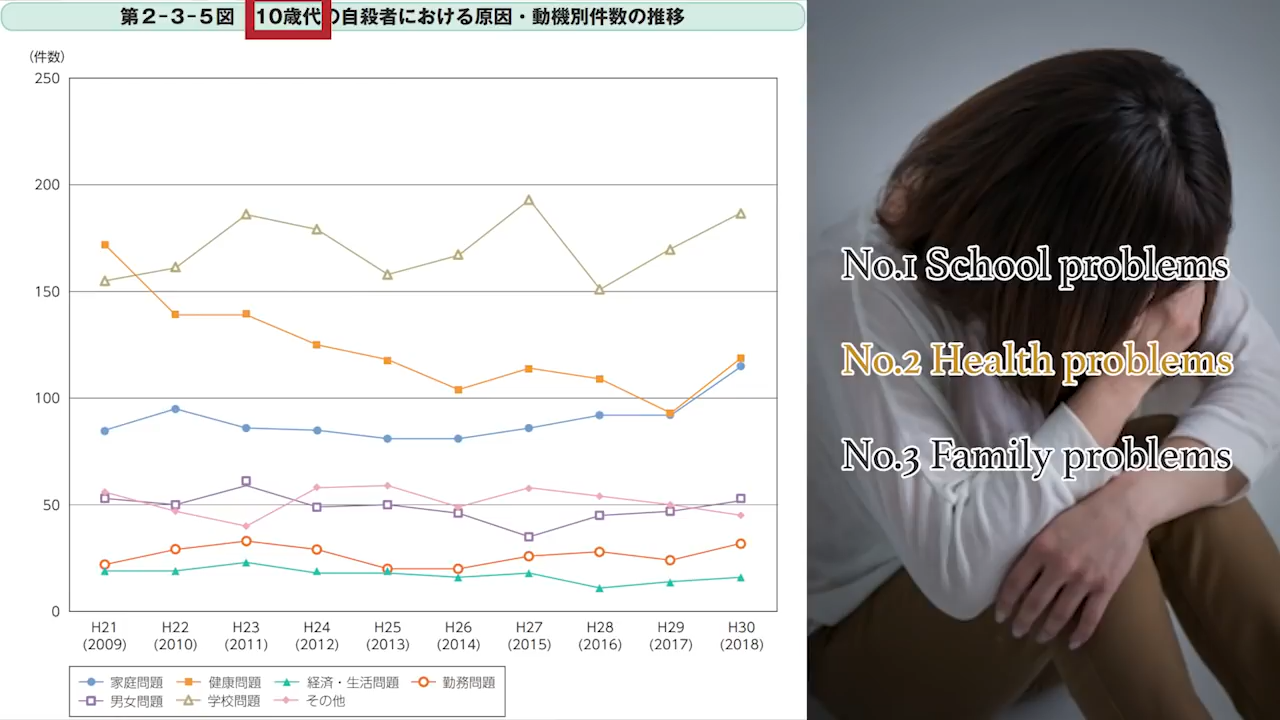 第2-3-5図 10歳代の自殺者における原因・動機別件数の推移
(件数)
250
200
150
100
50
0
H21 H22 H23 H24 H25 H26 H27 H28 H29 H30
(2009) (2010) (2011) (2012) (2013) (2014) (2015) (2016) (2017) (2018)
家庭問題 健康問題 経済・生活問題 勤務問題
男女問題 学校問題 その他
No.1 School problems
No.2 Health problems
No.3 Family problems